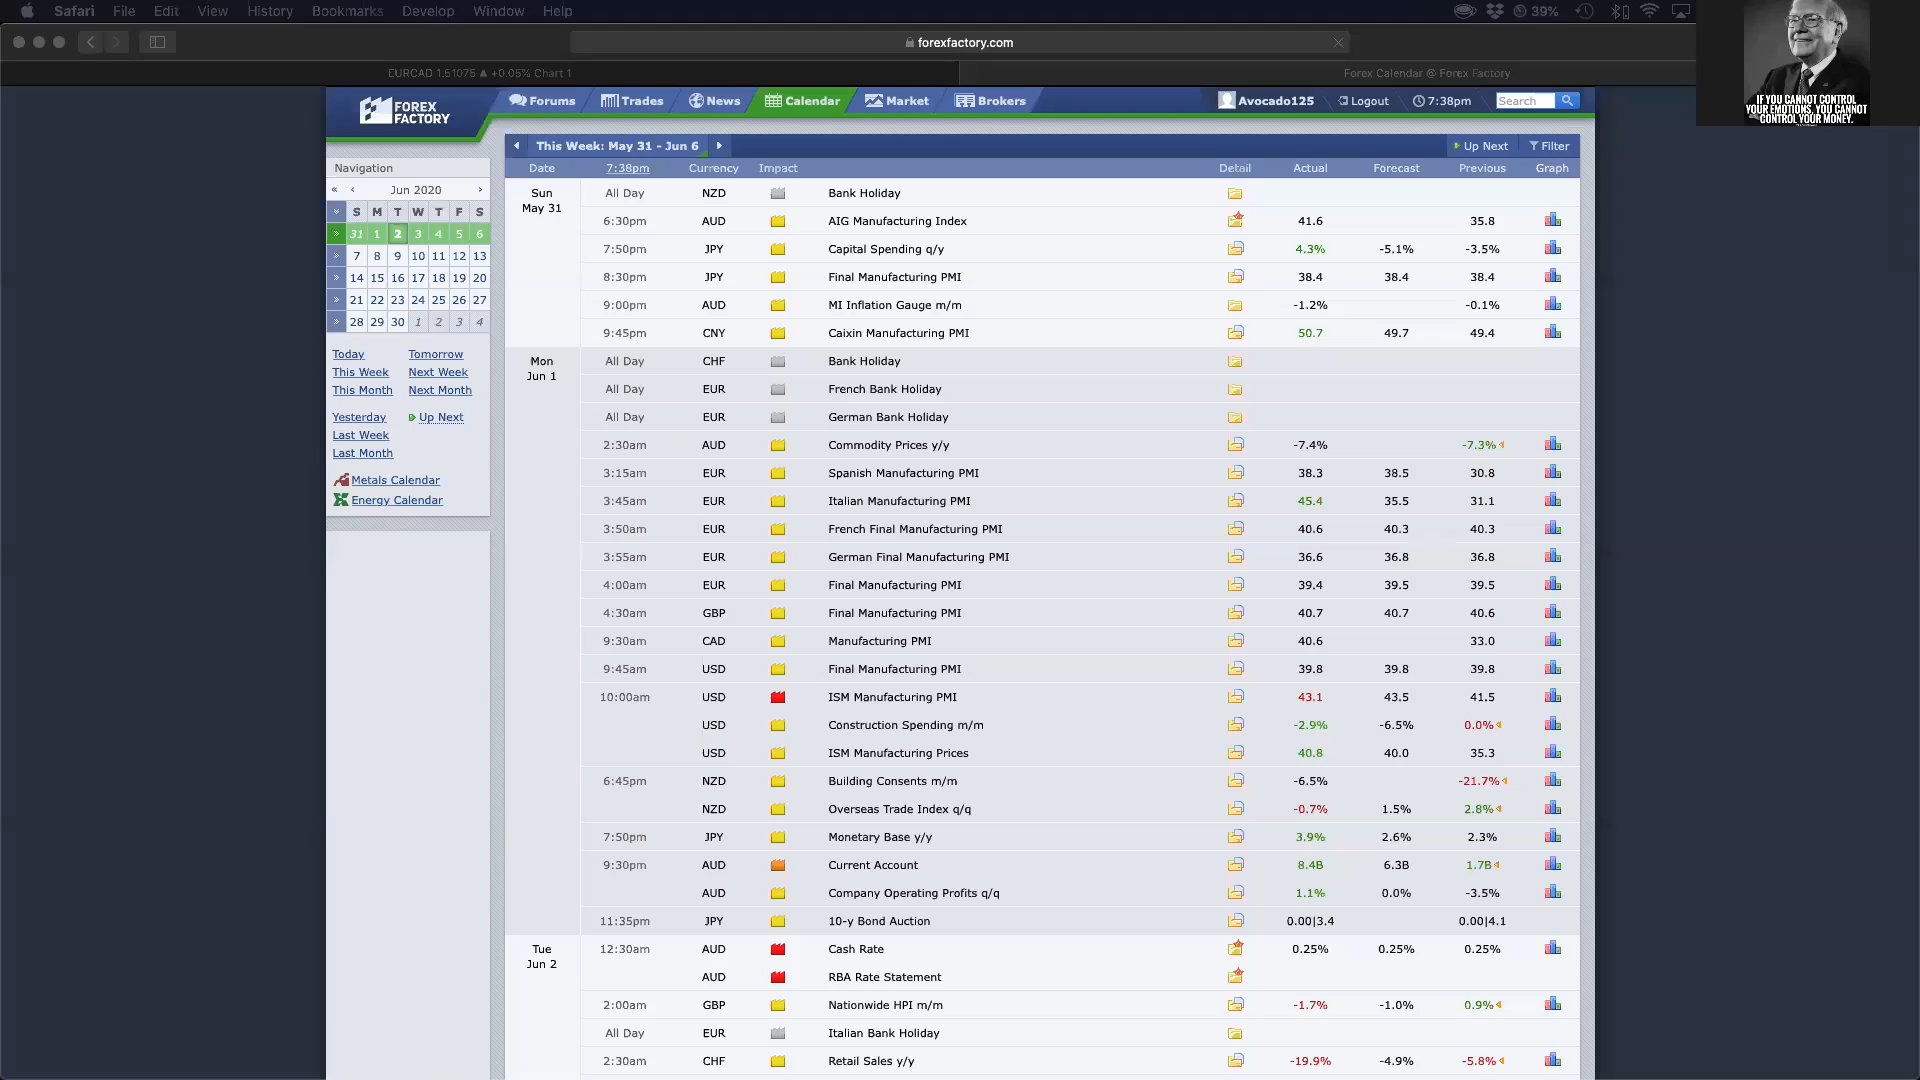 Safari File Edit View History Bookmarks Develop Window Help 39%
forexfactory.com
EURCAD 1.51075 ▲ +0.05% Chart 1
Forex Calendar @ Forex Factory
IF YOU CANNOT CONTROL
YOUR EMOTIONS, YOU CANNOT
CONTROL YOUR MONEY.
FOREX
FACTORY
Forums Trades News Calendar Market Brokers Avocado125 Logout 7:38pm Search
Navigation
« ‹ Jun 2020 ›
S M T W T F S
31 1 2 3 4 5 6
7 8 9 10 11 12 13
14 15 16 17 18 19 20
21 22 23 24 25 26 27
28 29 30 1 2 3 4
Today Tomorrow
This Week Next Week
This Month Next Month
Yesterday Up Next
Last Week
Last Month
Metals Calendar
Energy Calendar
This Week: May 31 - Jun 6 Up Next Filter
Date 7:38pm Currency Impact Detail Actual Forecast Previous Graph
Sun
May 31
All Day NZD Bank Holiday
6:30pm AUD AIG Manufacturing Index 41.6 35.8
7:50pm JPY Capital Spending q/y 4.3% -5.1% -3.5%
8:30pm JPY Final Manufacturing PMI 38.4 38.4 38.4
9:00pm AUD MI Inflation Gauge m/m -1.2% -0.1%
9:45pm CNY Caixin Manufacturing PMI 50.7 49.7 49.4
Mon
Jun 1
All Day CHF Bank Holiday
All Day EUR French Bank Holiday
All Day EUR German Bank Holiday
2:30am AUD Commodity Prices y/y -7.4% -7.3%
3:15am EUR Spanish Manufacturing PMI 38.3 38.5 30.8
3:45am EUR Italian Manufacturing PMI 45.4 35.5 31.1
3:50am EUR French Final Manufacturing PMI 40.6 40.3 40.3
3:55am EUR German Final Manufacturing PMI 36.6 36.8 36.8
4:00am EUR Final Manufacturing PMI 39.4 39.5 39.5
4:30am GBP Final Manufacturing PMI 40.7 40.7 40.6
9:30am CAD Manufacturing PMI 40.6 33.0
9:45am USD Final Manufacturing PMI 39.8 39.8 39.8
10:00am USD ISM Manufacturing PMI 43.1 43.5 41.5
USD Construction Spending m/m -2.9% -6.5% 0.0%
USD ISM Manufacturing Prices 40.8 40.0 35.3
6:45pm NZD Building Consents m/m -6.5% -21.7%
NZD Overseas Trade Index q/q -0.7% 1.5% 2.8%
7:50pm JPY Monetary Base y/y 3.9% 2.6% 2.3%
9:30pm AUD Current Account 8.4B 6.3B 1.7B
AUD Company Operating Profits q/q 1.1% 0.0% -3.5%
11:35pm JPY 10-y Bond Auction 0.00|3.4 0.00|4.1
Tue
Jun 2
12:30am AUD Cash Rate 0.25% 0.25% 0.25%
AUD RBA Rate Statement
2:00am GBP Nationwide HPI m/m -1.7% -1.0% 0.9%
All Day EUR Italian Bank Holiday
2:30am CHF Retail Sales y/y -19.9% -4.9% -5.8%